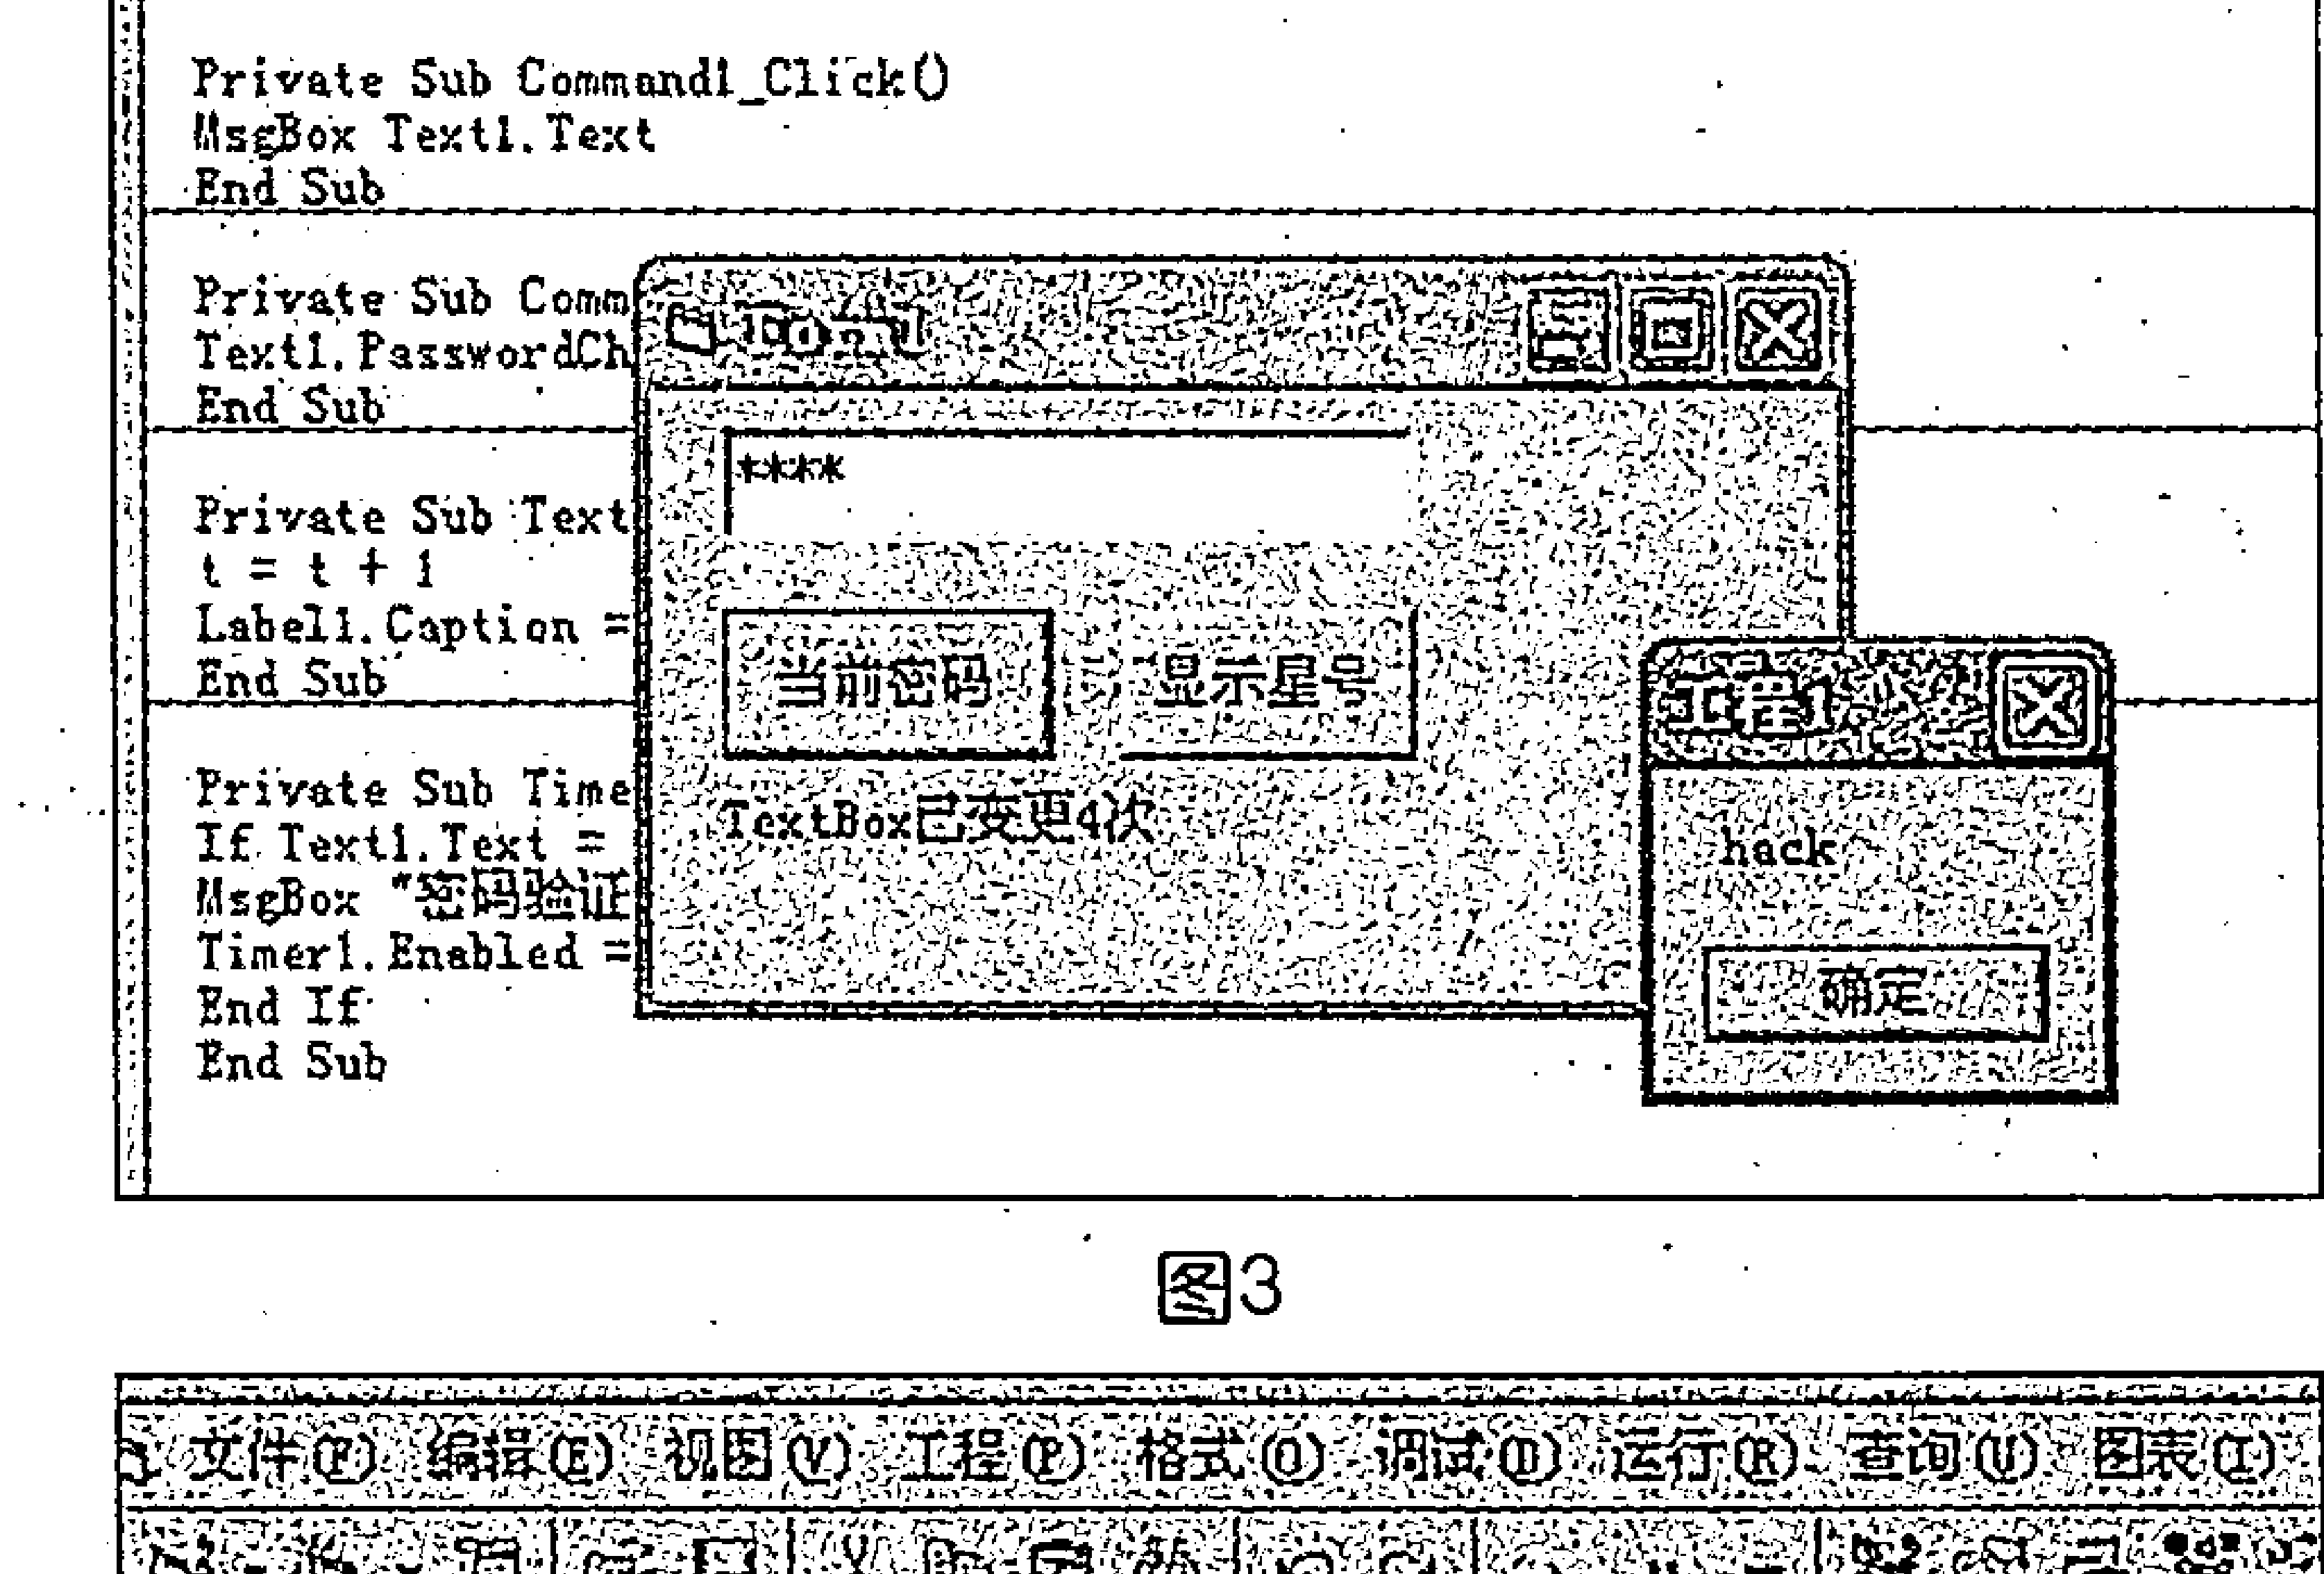 Private Sub Command1_Click()
MsgBox Text1.Text
End Sub
Private Sub Comm
Text1.PasswordCh
End Sub
Private Sub Text
t = t + 1
Label1.Caption =
End Sub
Private Sub Time
If Text1.Text =
MsgBox "密码验证
Timer1.Enabled =
End If
End Sub
Form1
****
当前密码 显示星号
TextBox已变更4次
工程1
hack
确定
图3
文件(F) 编辑(E) 视图(V) 工程(P) 格式(O) 调试(D) 运行(R) 查询(U) 图表(I)